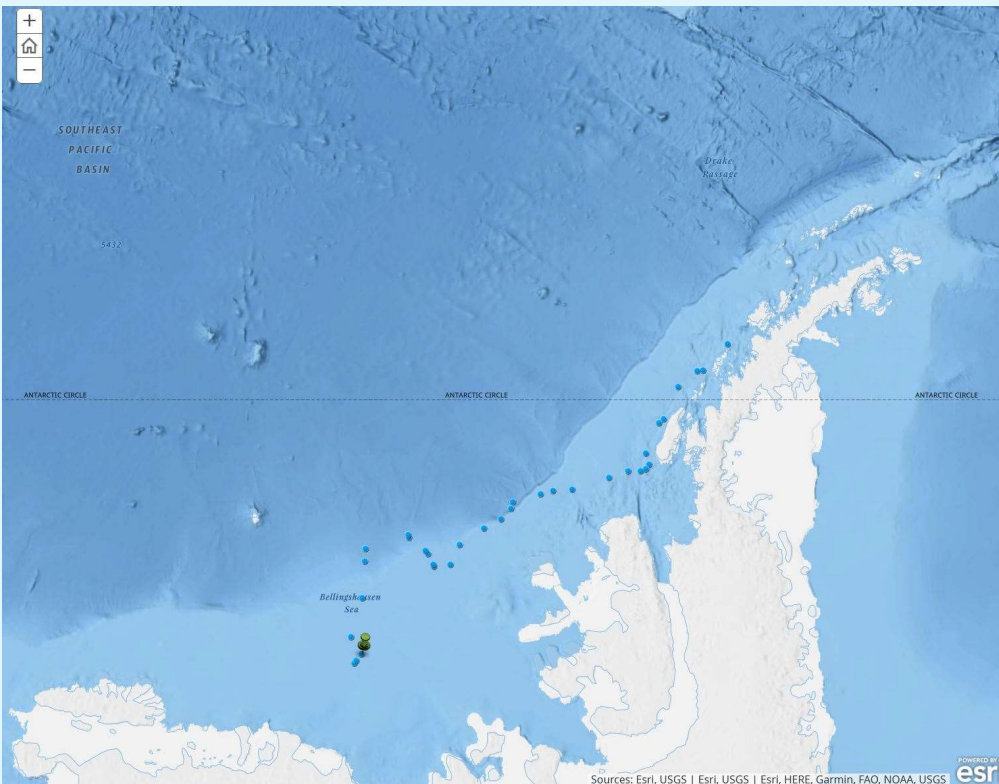 +
−
SOUTHEAST
PACIFIC
BASIN
Drake
Passage
5432
ANTARCTIC CIRCLE ANTARCTIC CIRCLE ANTARCTIC CIRCLE
Bellingshausen
Sea
POWERED BY
esri
Sources: Esri, USGS | Esri, USGS | Esri, HERE, Garmin, FAO, NOAA, USGS